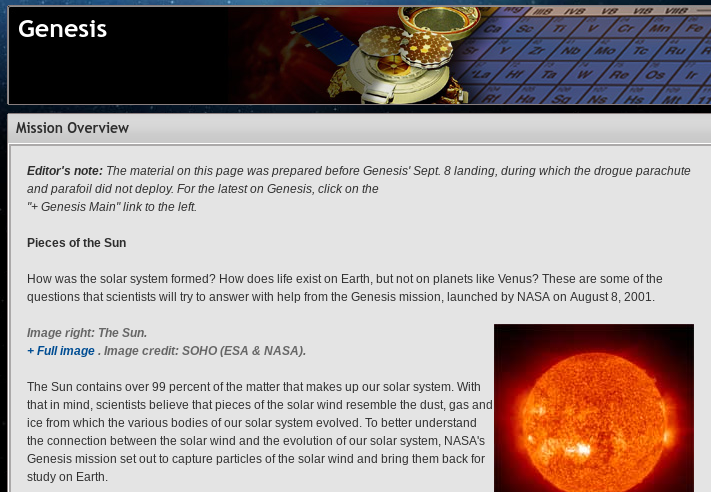 Genesis
IIIB IVB VB VIB VIIB
Ca Sc Ti V Cr Mn Fe
Sr Y Zr Nb Mo Tc Ru
*La Hf Ta W Re Os Ir
Rf Ha Sg Ns Hs Mt
Mission Overview
Editor's note: The material on this page was prepared before Genesis' Sept. 8 landing, during which the drogue parachute
and parafoil did not deploy. For the latest on Genesis, click on the
"+ Genesis Main" link to the left.
Pieces of the Sun
How was the solar system formed? How does life exist on Earth, but not on planets like Venus? These are some of the
questions that scientists will try to answer with help from the Genesis mission, launched by NASA on August 8, 2001.
Image right: The Sun.
+ Full image . Image credit: SOHO (ESA & NASA).
The Sun contains over 99 percent of the matter that makes up our solar system. With
that in mind, scientists believe that pieces of the solar wind resemble the dust, gas and
ice from which the various bodies of our solar system evolved. To better understand
the connection between the solar wind and the evolution of our solar system, NASA's
Genesis mission set out to capture particles of the solar wind and bring them back for
study on Earth.